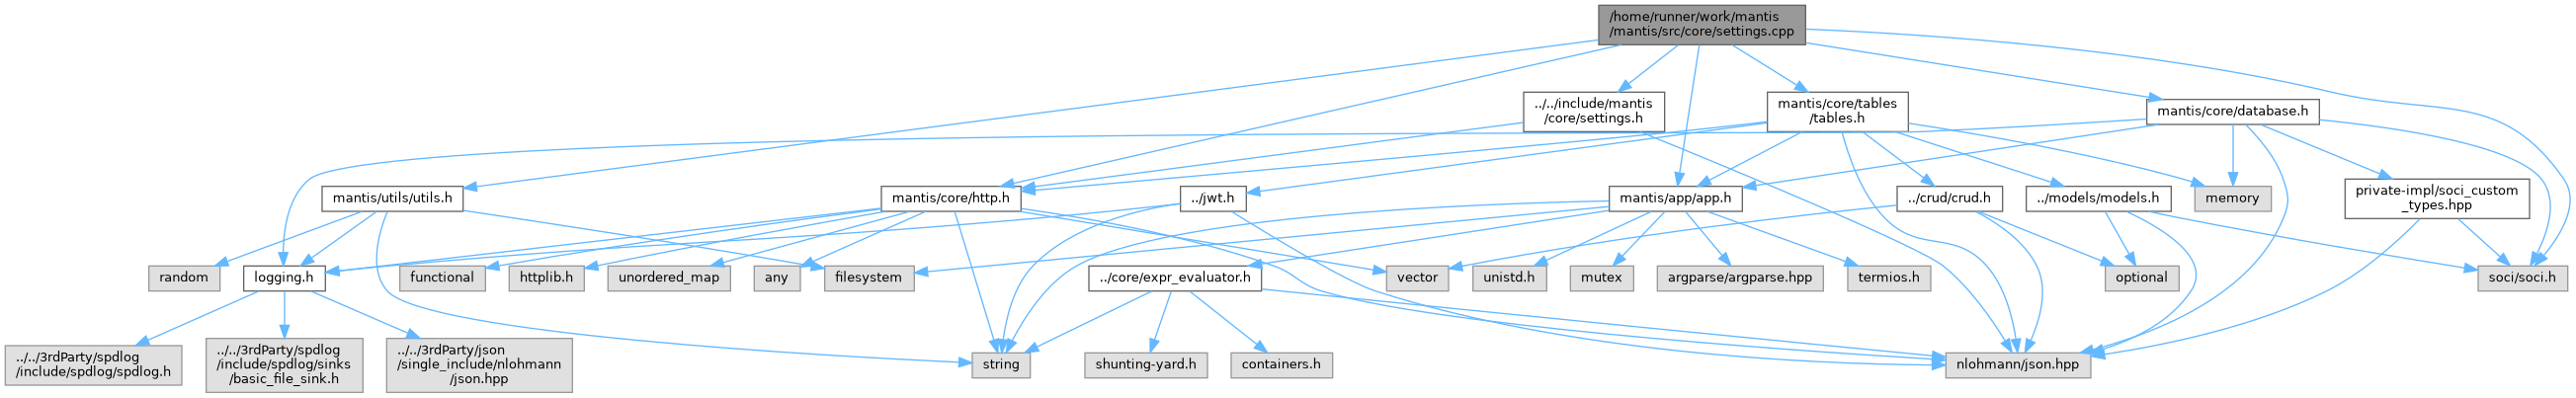 /home/runner/work/mantis
/mantis/src/core/settings.cpp
../../include/mantis
/core/settings.h
mantis/core/tables
/tables.h
mantis/core/database.h
mantis/utils/utils.h
mantis/core/http.h
../jwt.h
mantis/app/app.h
../crud/crud.h
../models/models.h
memory
private-impl/soci_custom
_types.hpp
random
logging.h
functional
httplib.h
unordered_map
any
filesystem
../core/expr_evaluator.h
vector
unistd.h
mutex
argparse/argparse.hpp
termios.h
optional
soci/soci.h
../../3rdParty/spdlog
/include/spdlog/spdlog.h
../../3rdParty/spdlog
/include/spdlog/sinks
/basic_file_sink.h
../../3rdParty/json
/single_include/nlohmann
/json.hpp
string
shunting-yard.h
containers.h
nlohmann/json.hpp